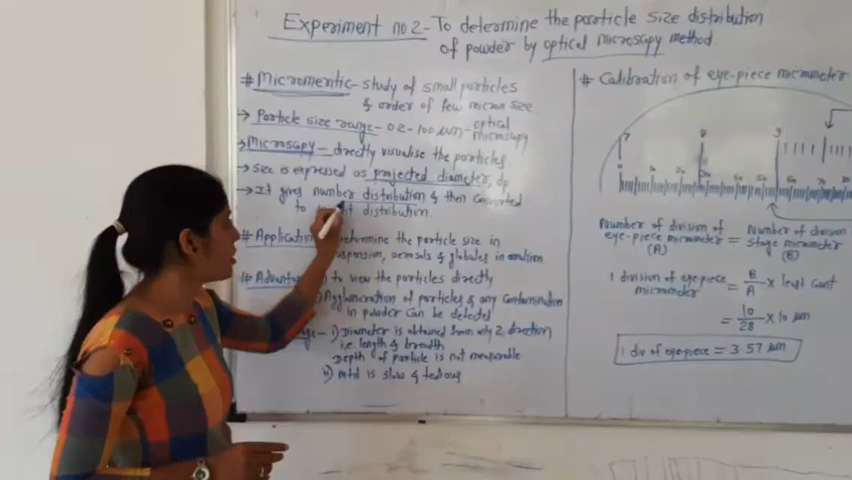 Experiment no 2 - To determine the particle size distribution
of powder by optical microscopy method
# Micromeritic - study of small particles
& order of few micron size
→ Particle size range - 0.2 - 100 µm - optical
microscopy
→ Microscopy - directly visualise the particles
→ Size is expressed as projected diameter, dp
→ It gives number distribution & then converted
to distribution.
# Application determine the particle size in
aerosols & globules in emulsion
# to view the particles directly
Agglomeration of particles & any contamination
in powder can be detected
i) Diameter is obtained from only 2 direction
i.e. length & breadth
Depth of particle is not measurable
ii) mtd is slow & tedious
# Calibration of eye-piece micrometer
Number of division of
eye-piece micrometer
(A)
=
Number of division
stage micrometer
(B)
1 division of eye-piece
micrometer
= B/A × least count
= 10/28 × 10 µm
1 div of eye-piece = 3.57 µm